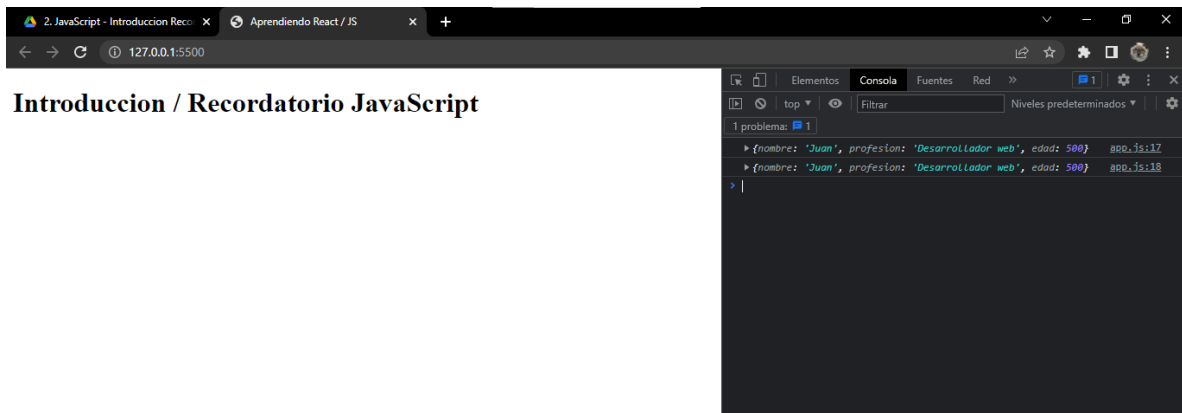 2. JavaScript - Introduccion Reco
Aprendiendo React / JS
127.0.0.1:5500
Introduccion / Recordatorio JavaScript
Elementos Consola Fuentes Red » 1
top ▼ Filtrar Niveles predeterminados ▼
1 problema: 1
{nombre: 'Juan', profesion: 'Desarrollador web', edad: 500} app.js:17
{nombre: 'Juan', profesion: 'Desarrollador web', edad: 500} app.js:18
>